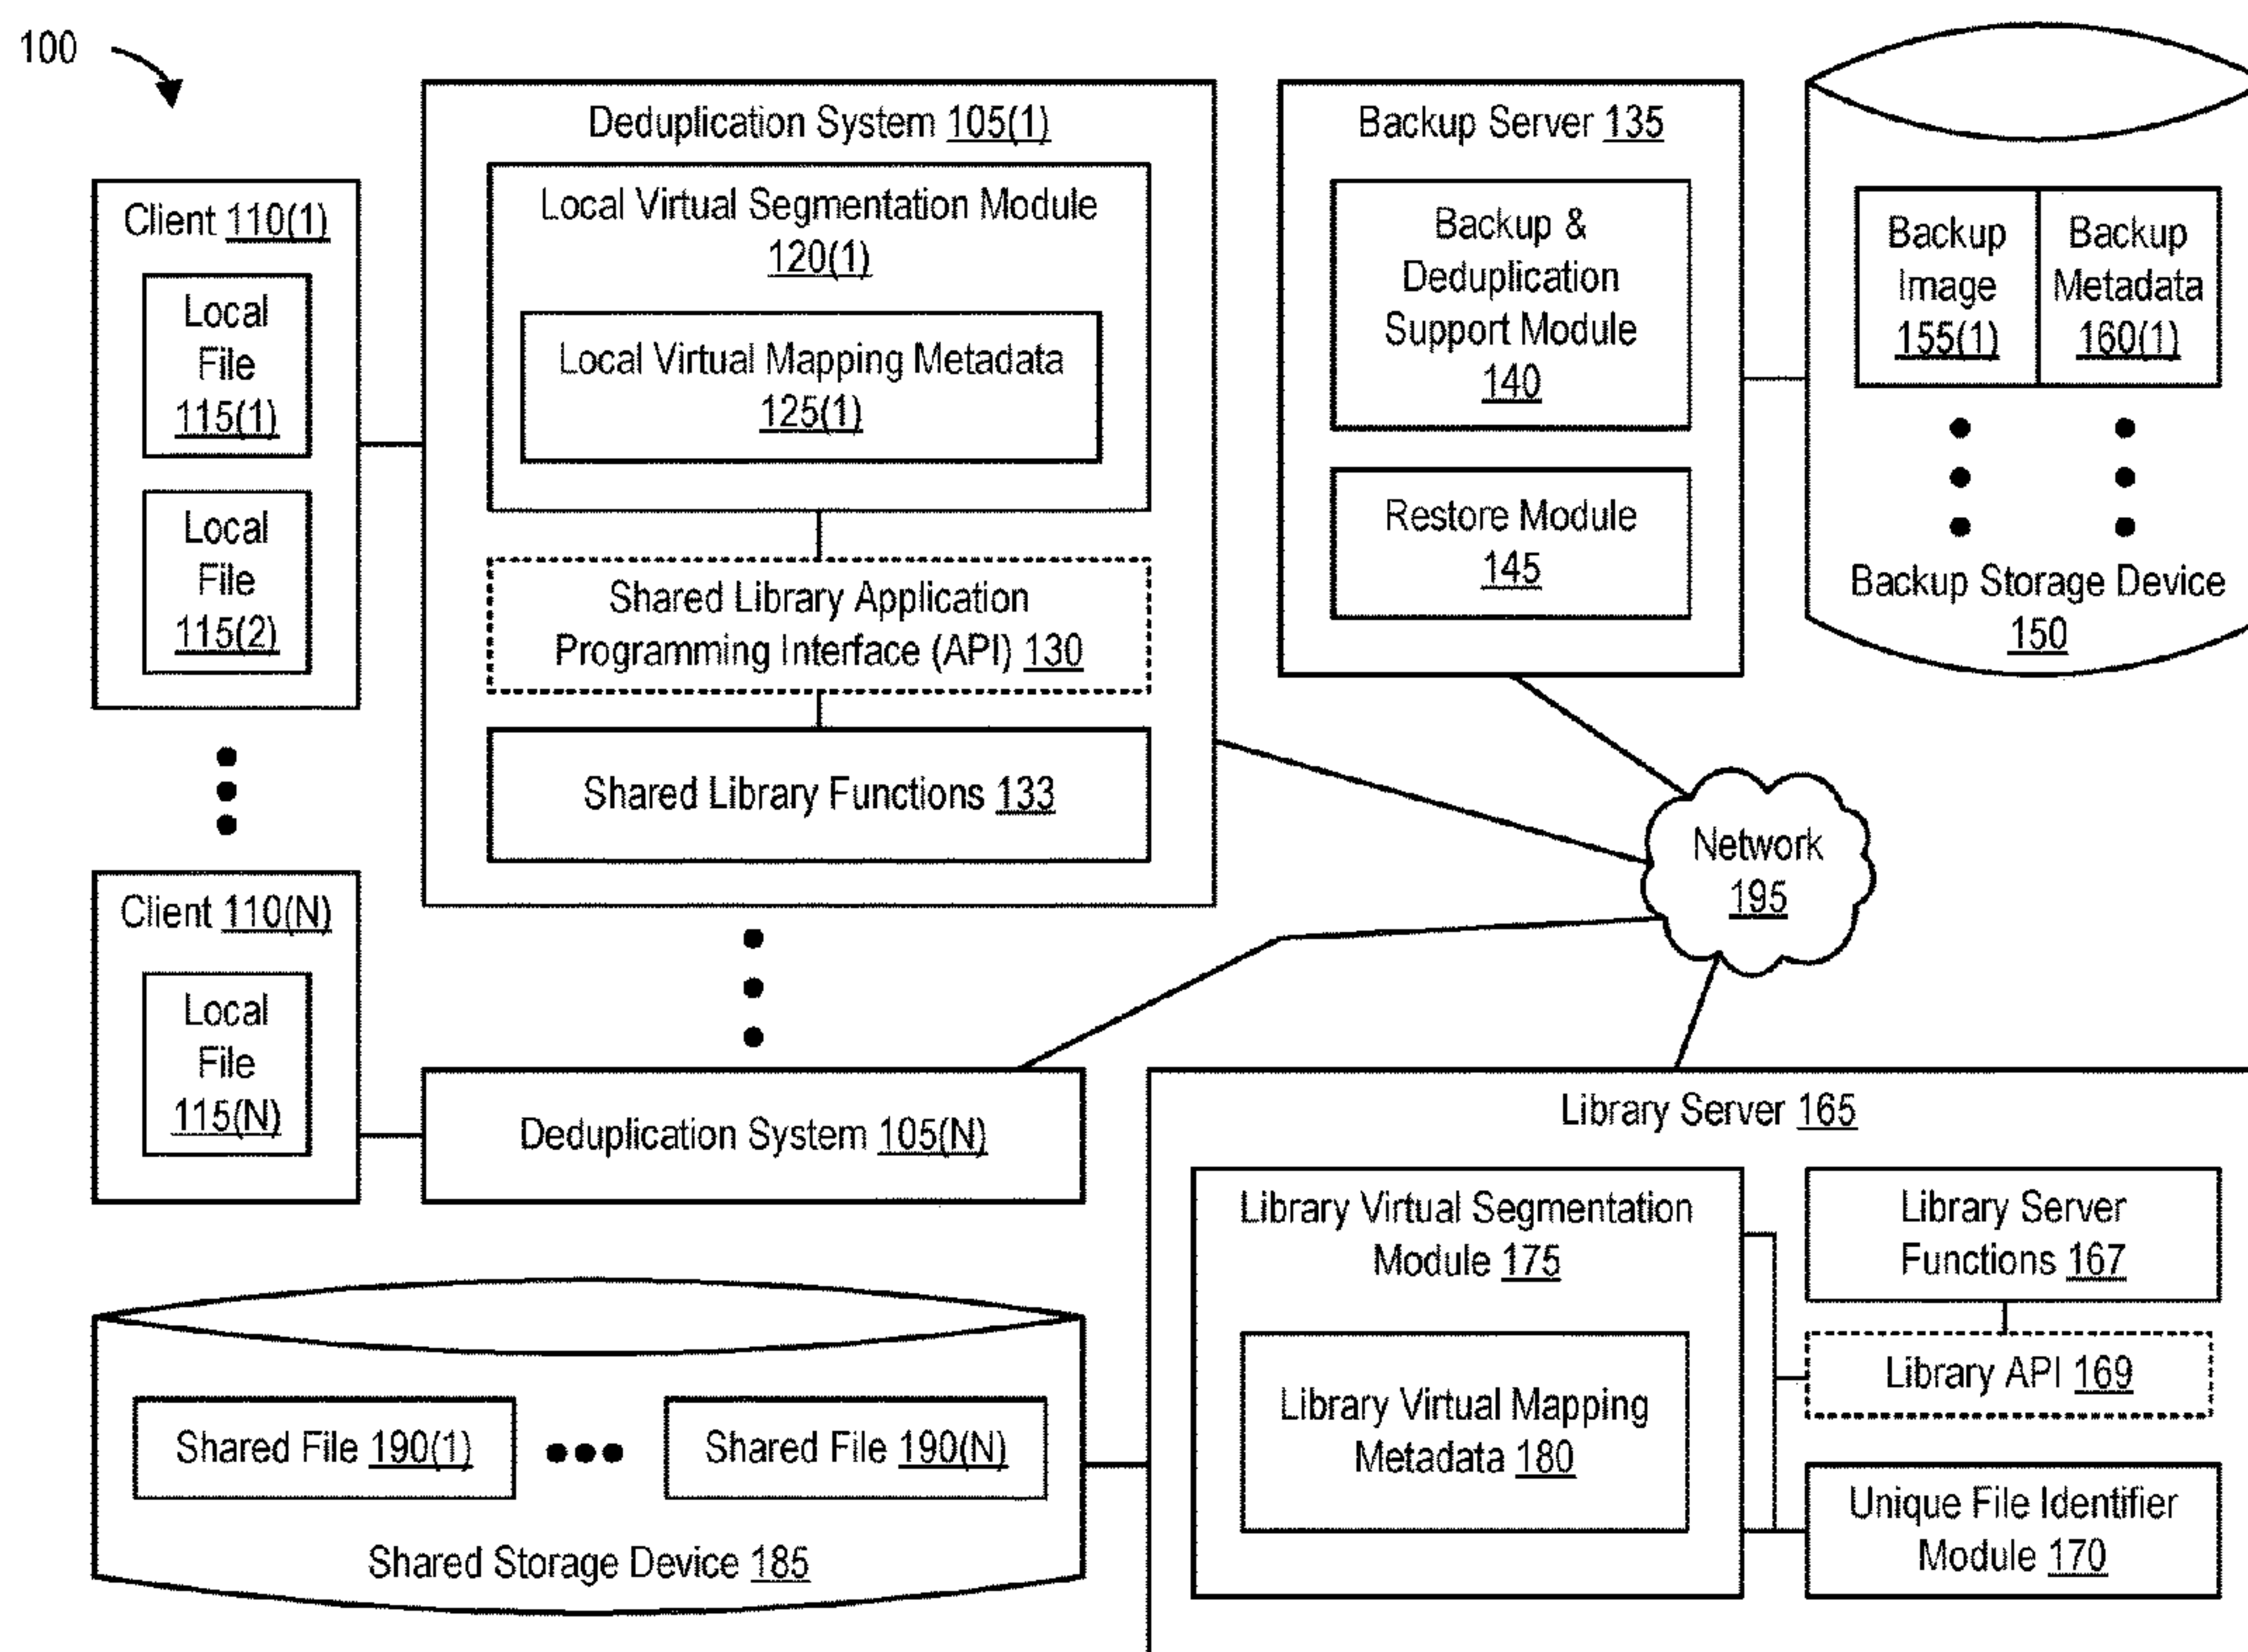 100
Client 110(1)
Local
File
115(1)
Local
File
115(2)
Client 110(N)
Local
File
115(N)
Deduplication System 105(1)
Local Virtual Segmentation Module
120(1)
Local Virtual Mapping Metadata
125(1)
Shared Library Application
Programming Interface (API) 130
Shared Library Functions 133
Deduplication System 105(N)
Backup Server 135
Backup &
Deduplication
Support Module
140
Restore Module
145
Backup
Image
155(1)
Backup
Metadata
160(1)
Backup Storage Device
150
Network
195
Library Server 165
Library Virtual Segmentation
Module 175
Library Virtual Mapping
Metadata 180
Library Server
Functions 167
Library API 169
Unique File Identifier
Module 170
Shared File 190(1)
Shared File 190(N)
Shared Storage Device 185